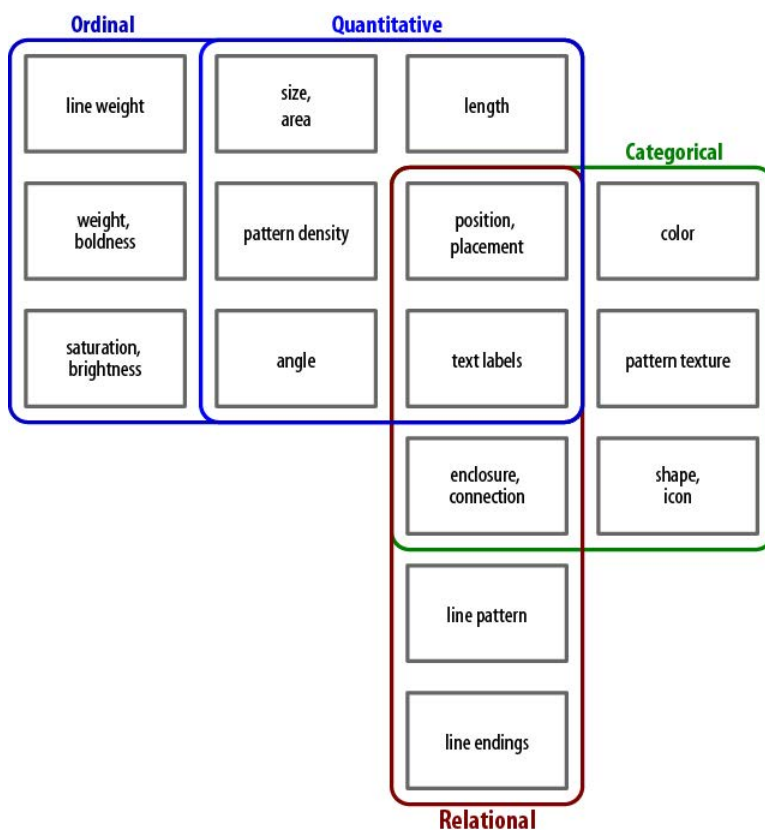 Ordinal
Quantitative
line weight
size,
area
length
Categorical
weight,
boldness
pattern density
position,
placement
color
saturation,
brightness
angle
text labels
pattern texture
enclosure,
connection
shape,
icon
line pattern
line endings
Relational